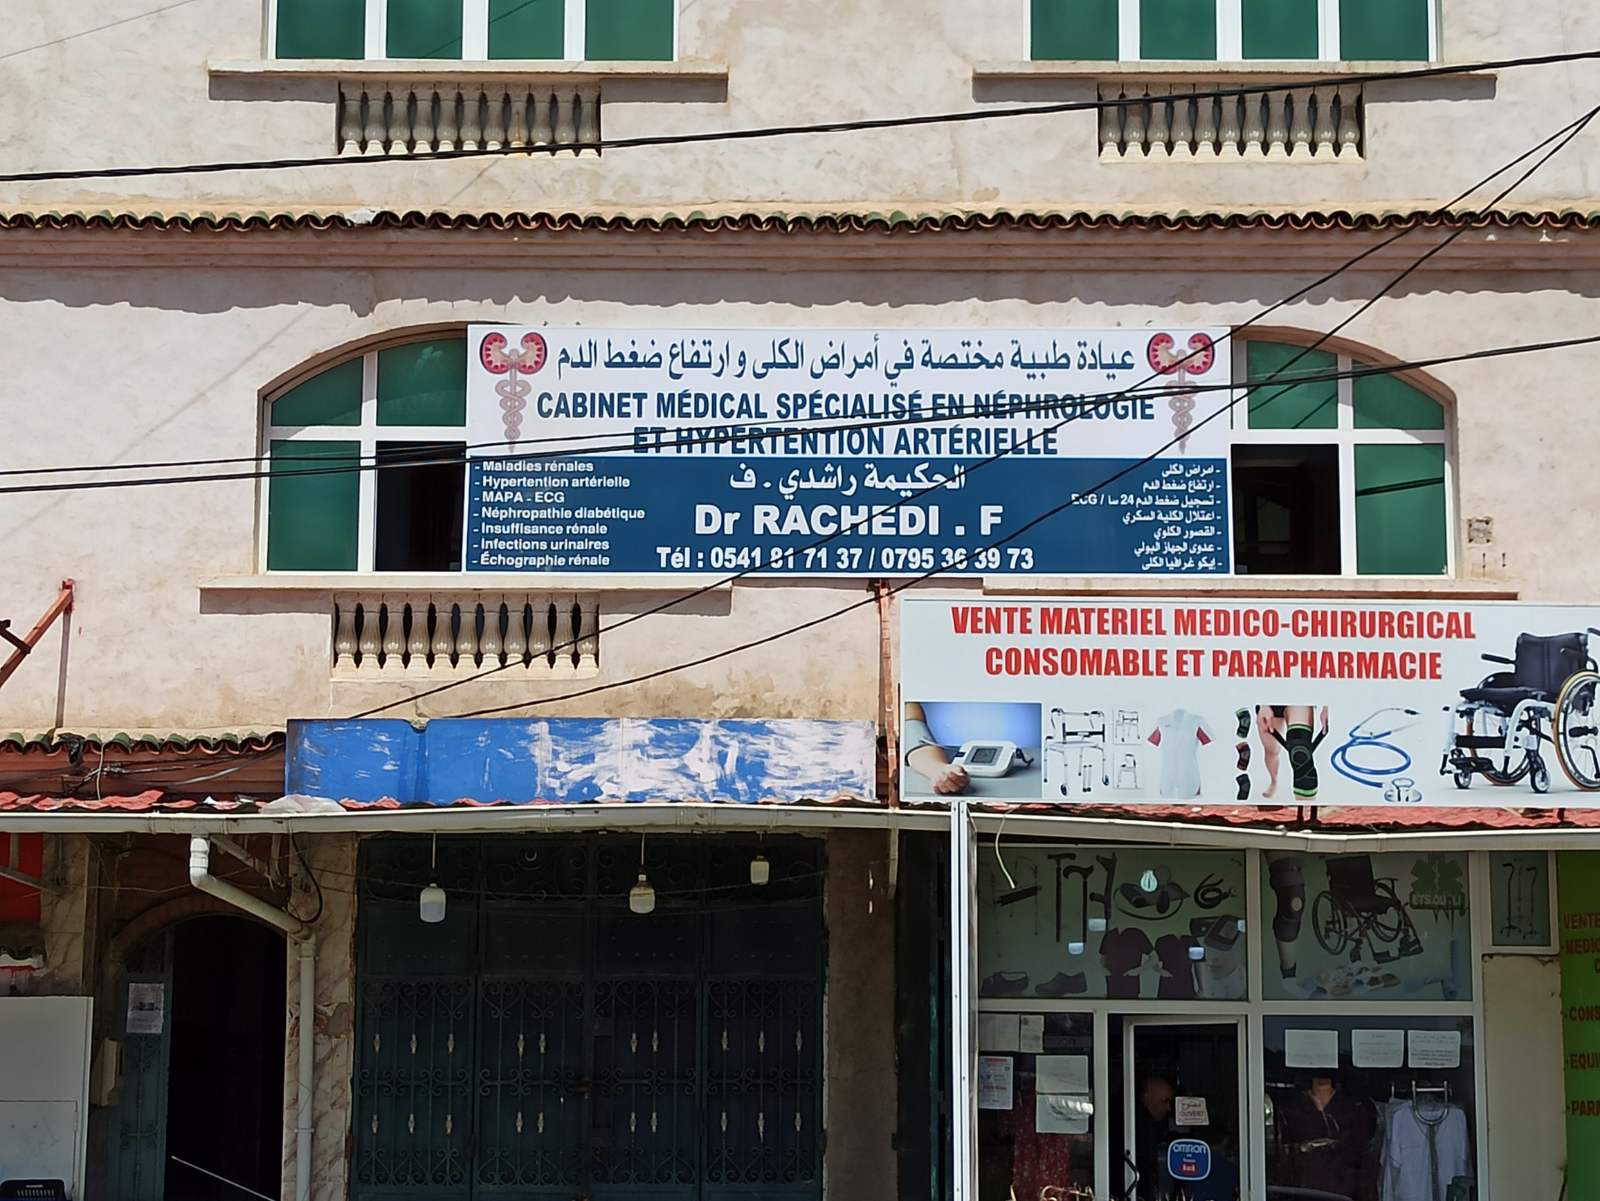 عيادة طبية مختصة في أمراض الكلى و ارتفاع ضغط الدم
CABINET MÉDICAL SPÉCIALISÉ EN NÉPHROLOGIE
ET HYPERTENTION ARTÉRIELLE
- Maladies rénales
- Hypertention artérielle
- MAPA - ECG
- Néphropathie diabétique
- Insuffisance rénale
- Infections urinaires
- Échographie rénale
الحكيمة راشدي . ف
Dr RACHEDI . F
Tél : 0541 81 71 37 / 0795 36 39 73
- امراض الكلى
- ارتفاع ضغط الدم
- تسجيل ضغط الدم 24 سا / ECG
- اعتلال الكلية السكري
- القصور الكلوي
- عدوى الجهاز البولي
- إيكو غرافيا الكلى
VENTE MATERIEL MEDICO-CHIRURGICAL
CONSOMABLE ET PARAPHARMACIE
OUVERT
OMRON
VENTE